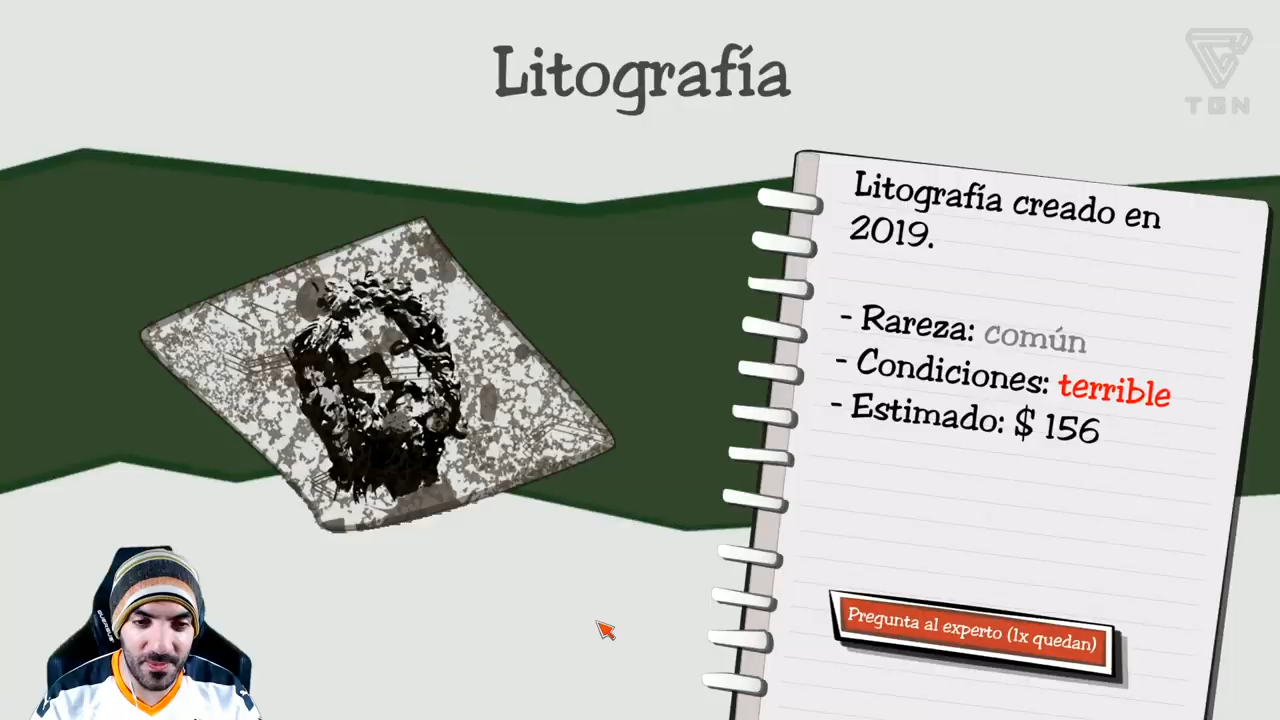 Litografía
TGN
Litografía creado en
2019.
- Rareza: común
- Condiciones: terrible
- Estimado: $ 156
Pregunta al experto (1x quedan)